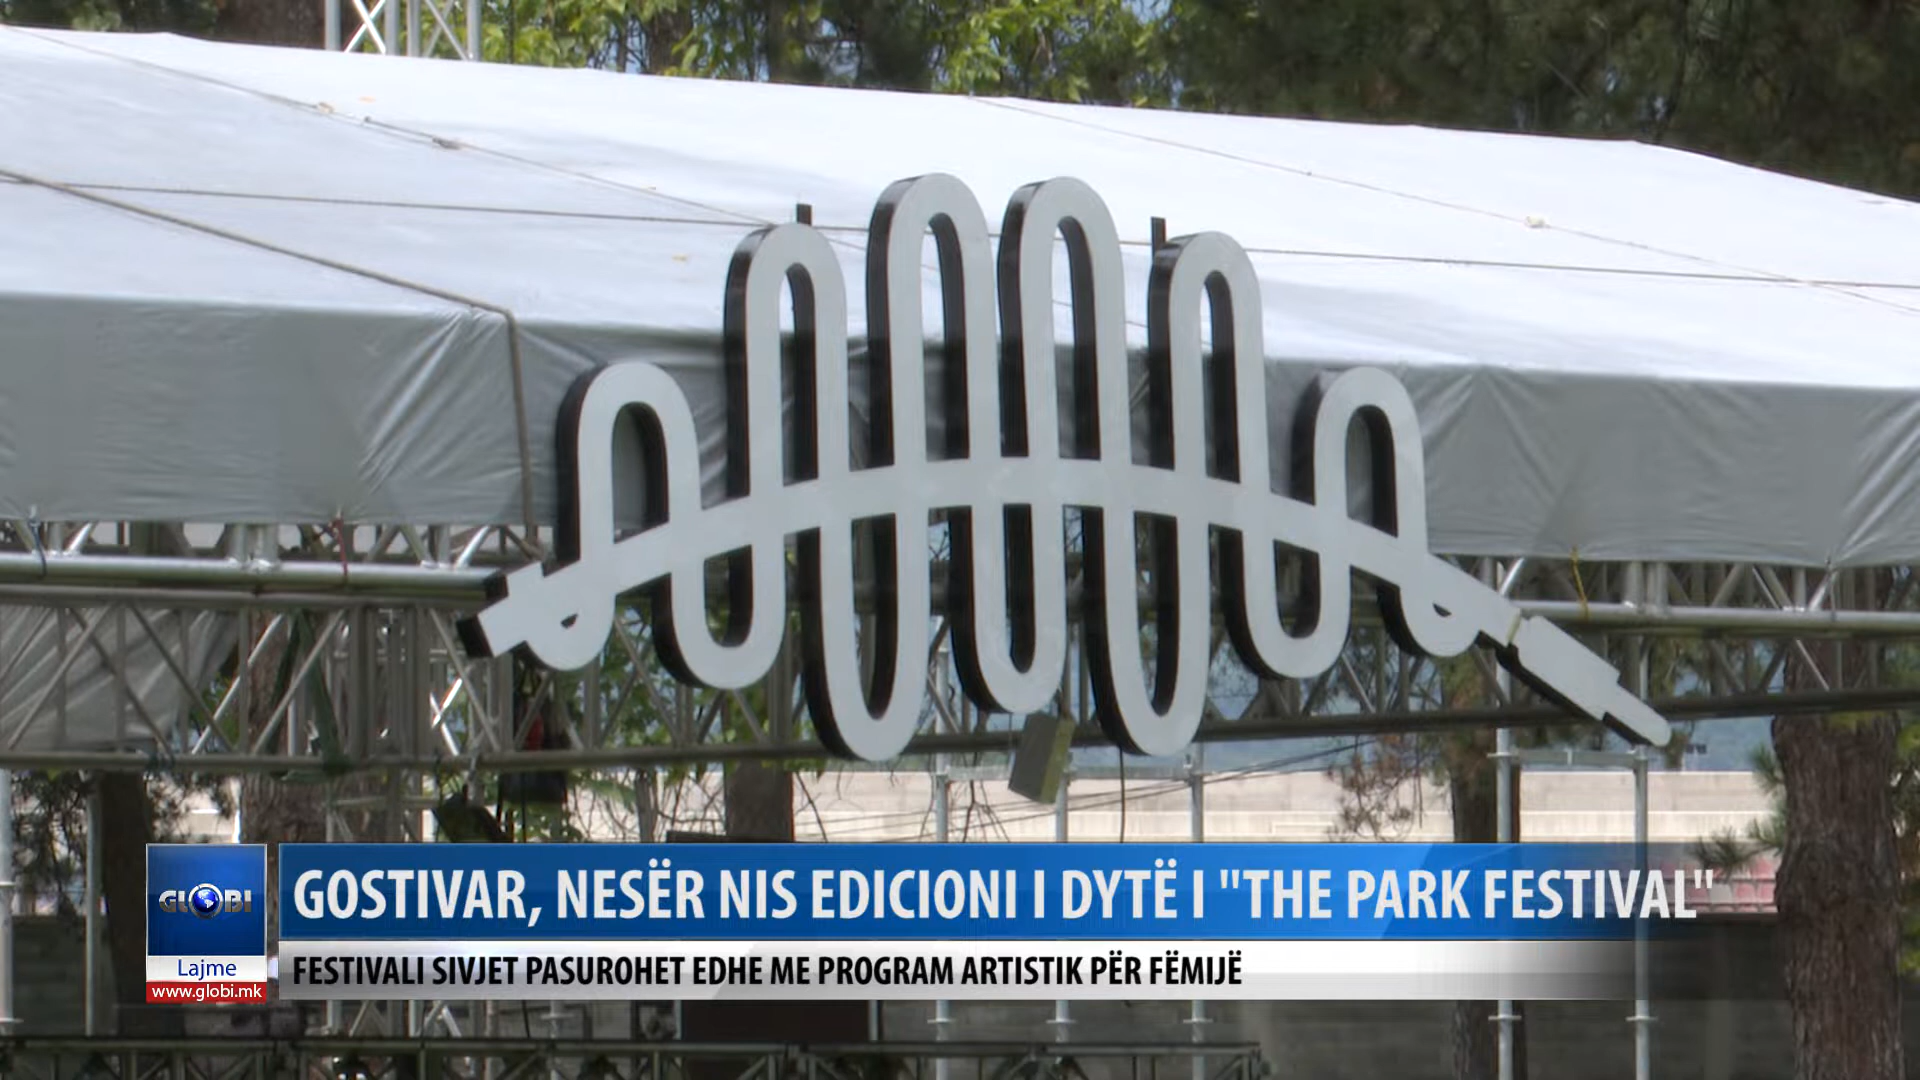 GOSTIVAR, NESËR NIS EDICIONI I DYTË I "THE PARK FESTIVAL"
FESTIVALI SIVJET PASUROHET EDHE ME PROGRAM ARTISTIK PËR FËMIJË
GLOBI
Lajme
www.globi.mk